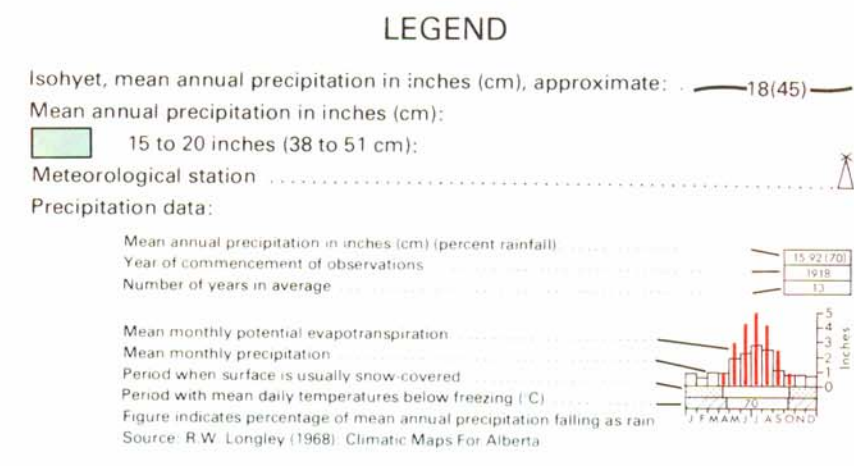 LEGEND
Isohyet, mean annual precipitation in inches (cm), approximate: 18(45)
Mean annual precipitation in inches (cm):
15 to 20 inches (38 to 51 cm):
Meteorological station
Precipitation data:
Mean annual precipitation in inches (cm) (percent rainfall)
15.92(70)
Year of commencement of observations
1918
Number of years in average
13
Mean monthly potential evapotranspiration
Mean monthly precipitation
Period when surface is usually snow-covered
Period with mean daily temperatures below freezing (°C)
Figure indicates percentage of mean annual precipitation falling as rain
Source: R.W. Longley (1968): Climatic Maps For Alberta
5
4
3
2
1
0
Inches
70
J F M A M J J A S O N D